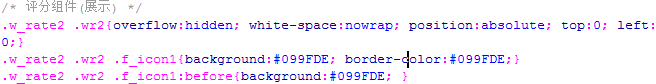 /* 评分组件(展示) */
.w_rate2 .wr2{overflow:hidden; white-space:nowrap; position:absolute; top:0; left:
0;}
.w_rate2 .wr2 .f_icon1{background:#099FDE; border-color:#099FDE;}
.w_rate2 .wr2 .f_icon1:before{background:#099FDE; }